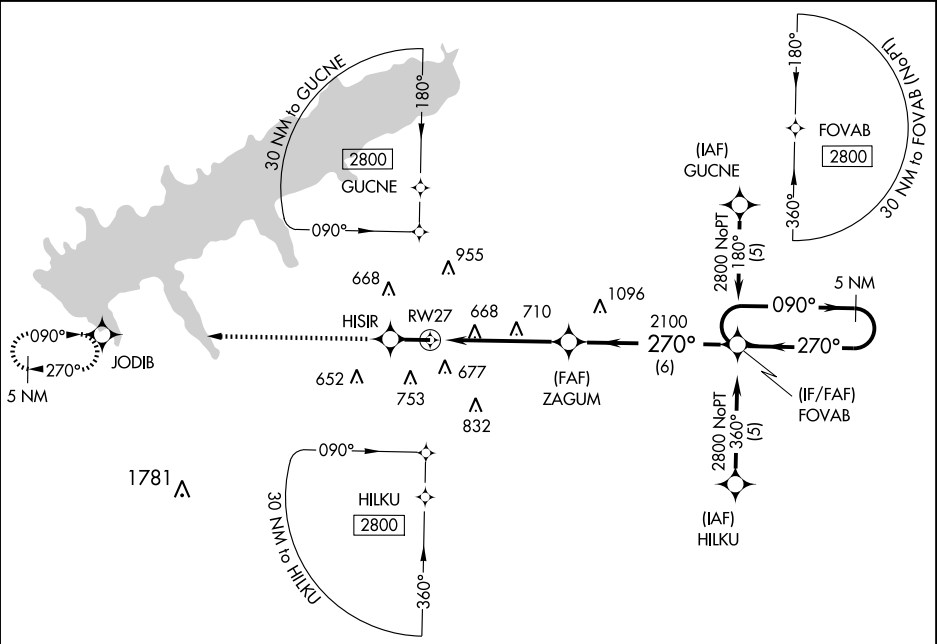 30 NM to GUCNE
180°
2800
GUCNE
090°
180°
FOVAB
2800
360°
30 NM to FOVAB (NoPT)
(IAF)
GUCNE
2800 NoPT
180°
(5)
955
668
HISIR
RW27
668
710
1096
2100
270°
(6)
090°
5 NM
270°
090°
270°
JODIB
5 NM
652
753
677
832
(FAF)
ZAGUM
(IF/FAF)
FOVAB
2800 NoPT
360°
(5)
(IAF)
HILKU
1781
090°
HILKU
2800
30 NM to HILKU
360°